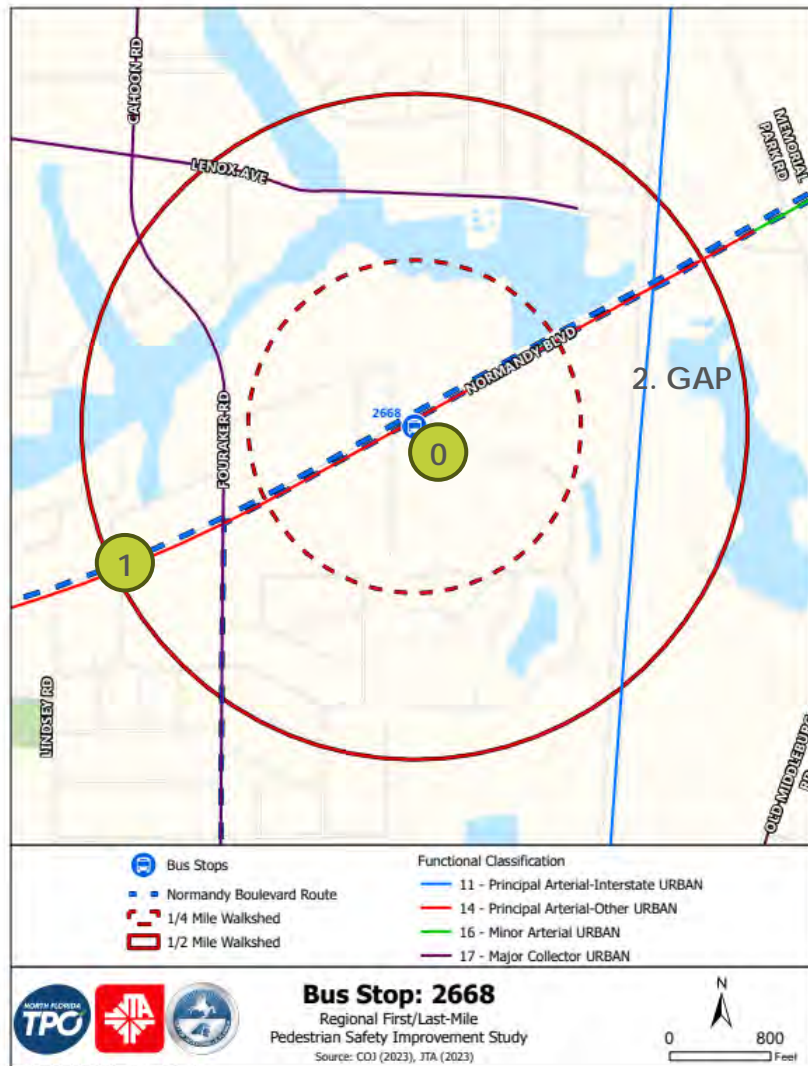 CAHOON RD
LENOX AVE
MEMORIAL
PARK RD
NORMANDY BLVD
2. GAP
2668
0
FOURAKER RD
1
LINDSEY RD
OLD MIDDLEBURG
RD
Bus Stops
Normandy Boulevard Route
1/4 Mile Walkshed
1/2 Mile Walkshed
Functional Classification
11 - Principal Arterial-Interstate URBAN
14 - Principal Arterial-Other URBAN
16 - Minor Arterial URBAN
17 - Major Collector URBAN
NORTH FLORIDA
TPO
JTA
Bus Stop: 2668
Regional First/Last-Mile
Pedestrian Safety Improvement Study
Source: COJ (2023), JTA (2023)
N
0 800
Feet